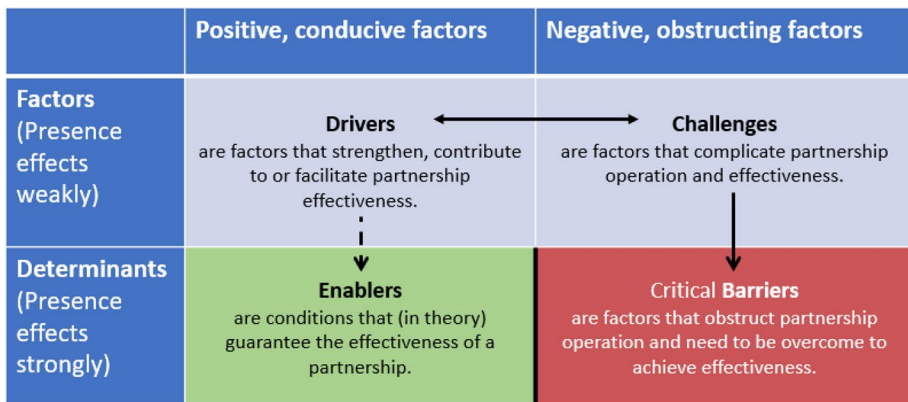 Positive, conducive factors
Negative, obstructing factors
Factors
(Presence
effects
weakly)
Drivers
are factors that strengthen, contribute
to or facilitate partnership
effectiveness.
Challenges
are factors that complicate partnership
operation and effectiveness.
Determinants
(Presence
effects
strongly)
Enablers
are conditions that (in theory)
guarantee the effectiveness of a
partnership.
Critical Barriers
are factors that obstruct partnership
operation and need to be overcome to
achieve effectiveness.